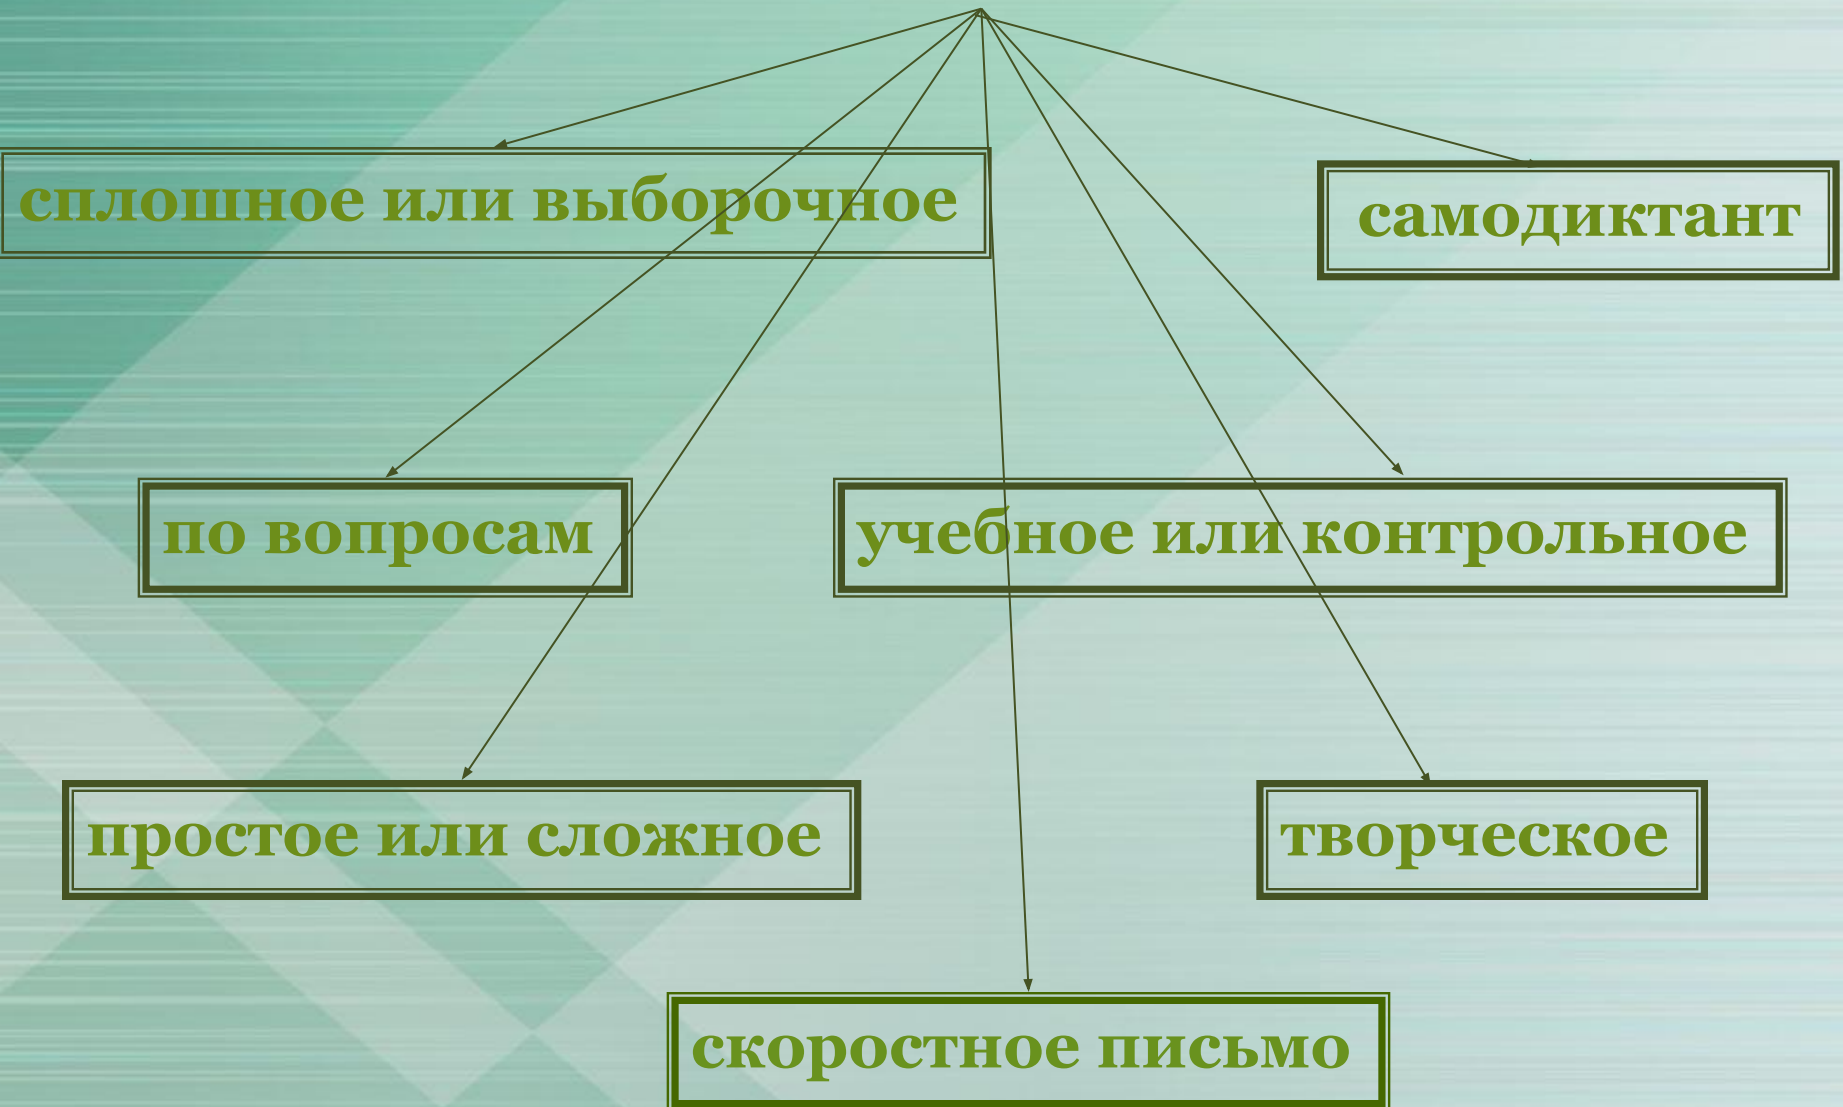 сплошное или выборочное
самодиктант
по вопросам
учебное или контрольное
простое или сложное
творческое
скоростное письмо